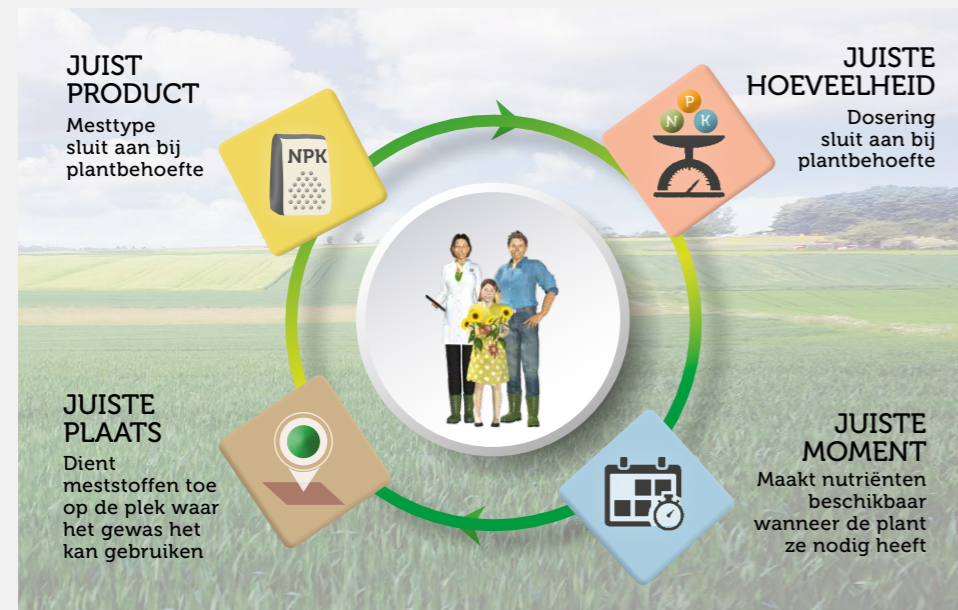 JUIST
PRODUCT
Mesttype
sluit aan bij
plantbehoefte
NPK
JUISTE
HOEVEELHEID
Dosering
sluit aan bij
plantbehoefte
N P K
JUISTE
PLAATS
Dient
meststoffen toe
op de plek waar
het gewas het
kan gebruiken
JUISTE
MOMENT
Maakt nutriënten
beschikbaar
wanneer de plant
ze nodig heeft